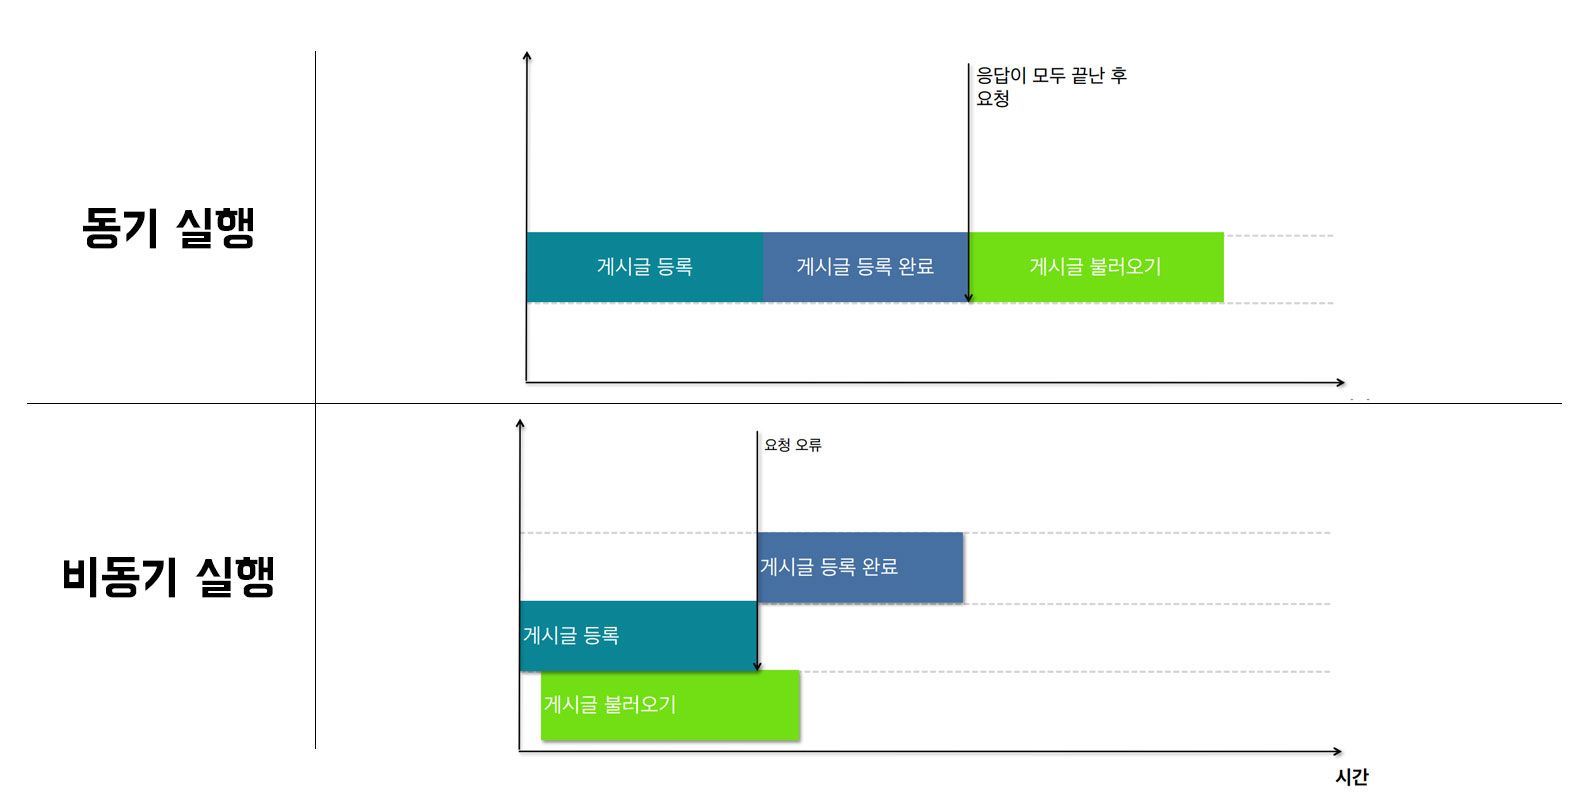 응답이 모두 끝난 후
요청
동기 실행
게시글 등록
게시글 등록 완료
게시글 불러오기
요청 오류
비동기 실행
게시글 등록 완료
게시글 등록
게시글 불러오기
시간